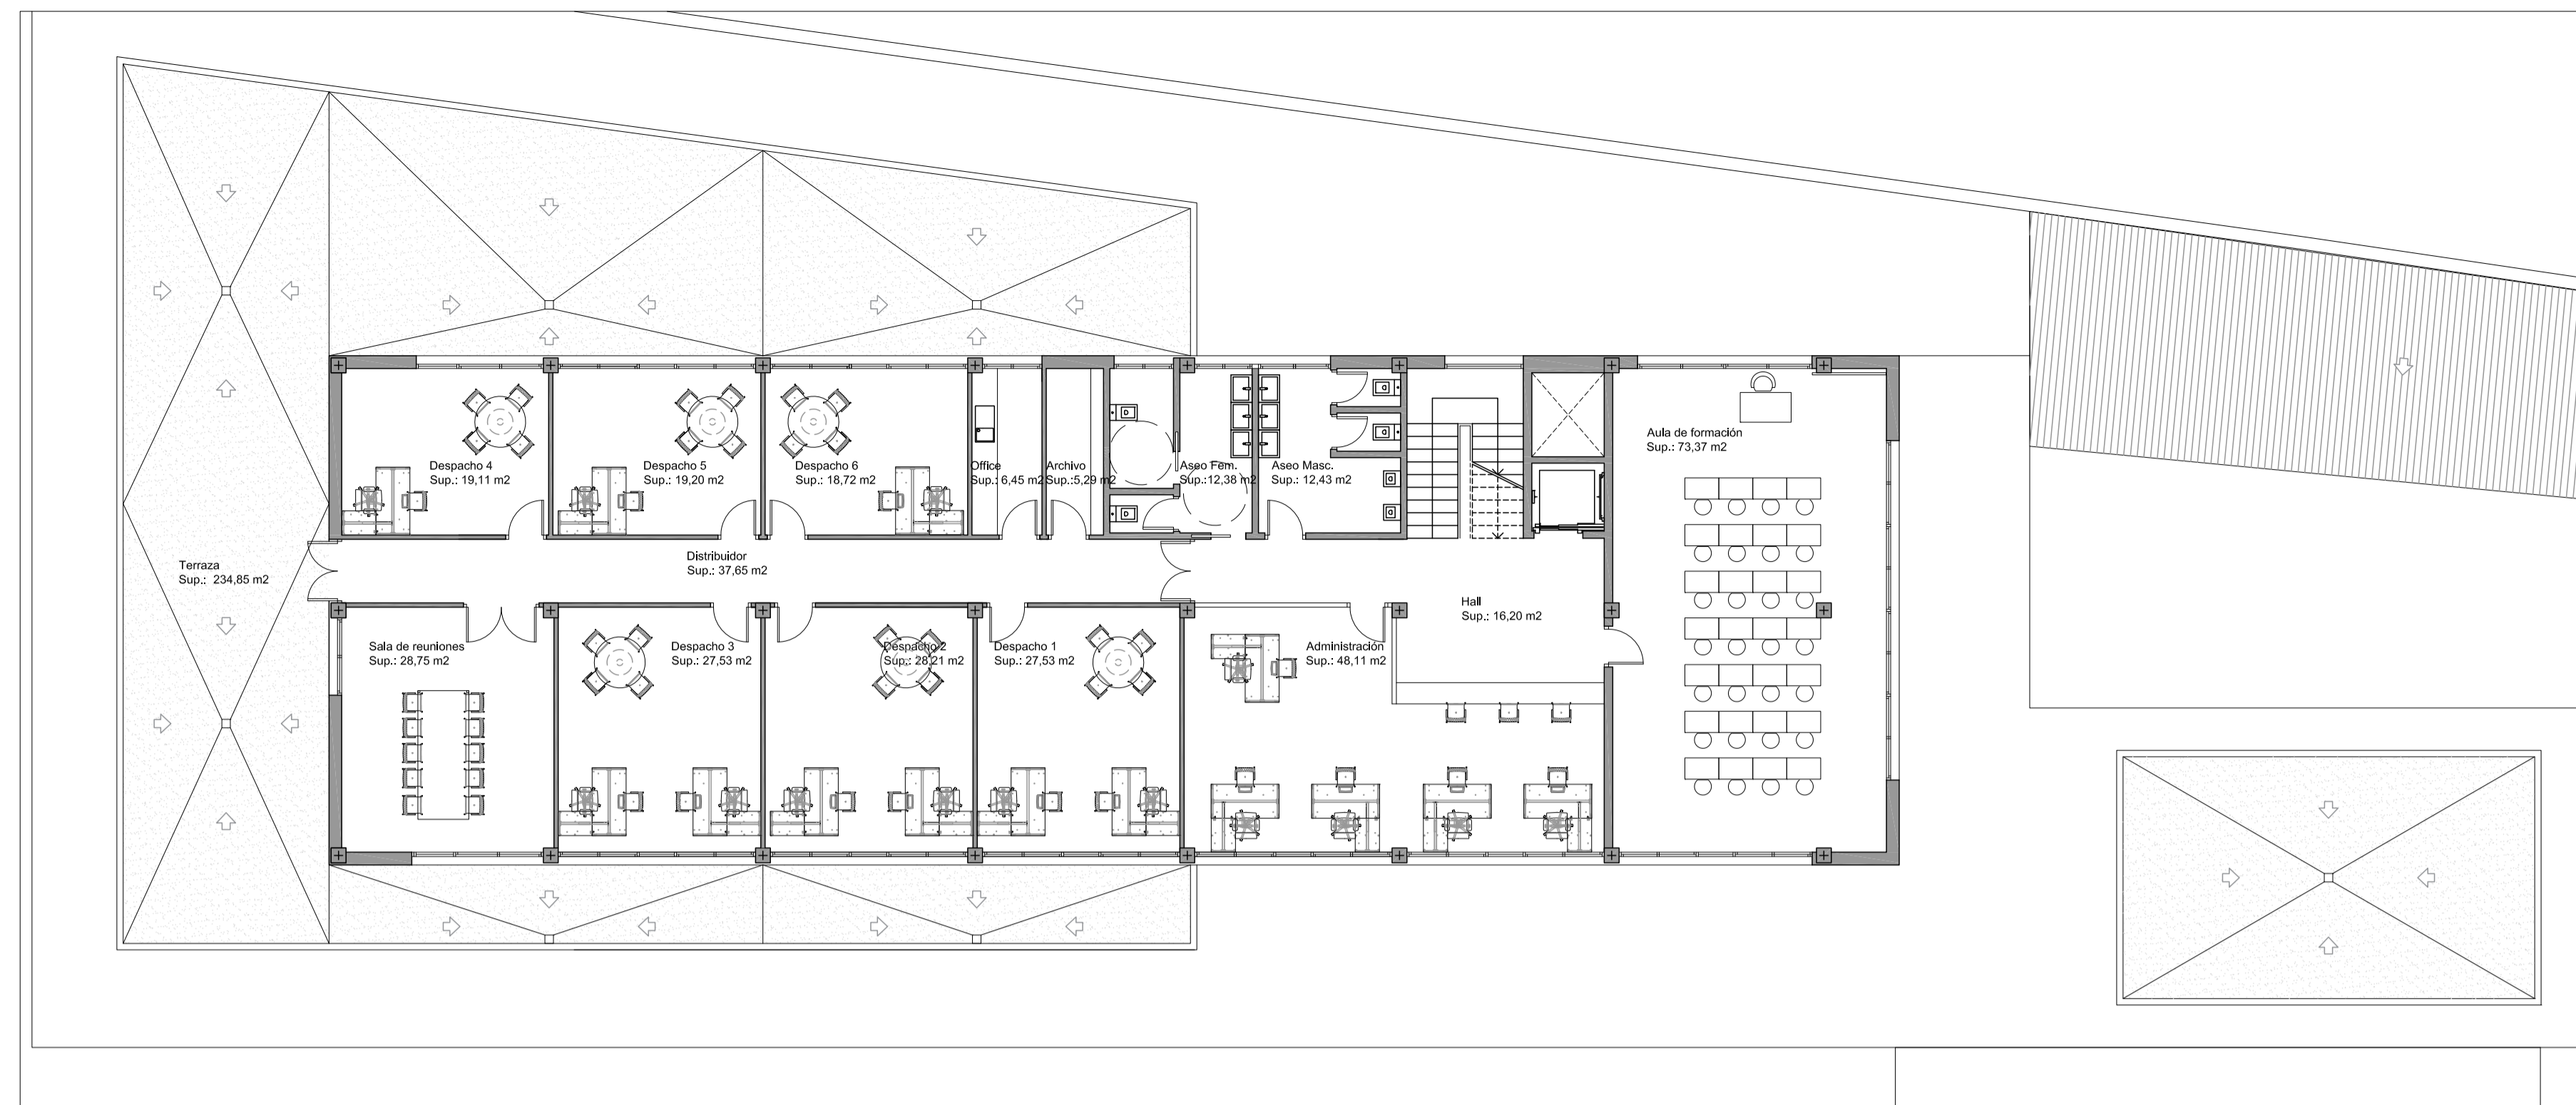 Aula de formación
Sup.: 73,37 m2
Despacho 4
Sup.: 19,11 m2
Despacho 5
Sup.: 19,20 m2
Despacho 6
Sup.: 18,72 m2
Office
Sup.: 6,45 m2
Archivo
Sup.:5,29 m2
Aseo Fem.
Sup.:12,38 m2
Aseo Masc.
Sup.: 12,43 m2
Terraza
Sup.: 234,85 m2
Distribuidor
Sup.: 37,65 m2
Hall
Sup.: 16,20 m2
Sala de reuniones
Sup.: 28,75 m2
Despacho 3
Sup.: 27,53 m2
Despacho 2
Sup.: 28,21 m2
Despacho 1
Sup.: 27,53 m2
Administración
Sup.: 48,11 m2